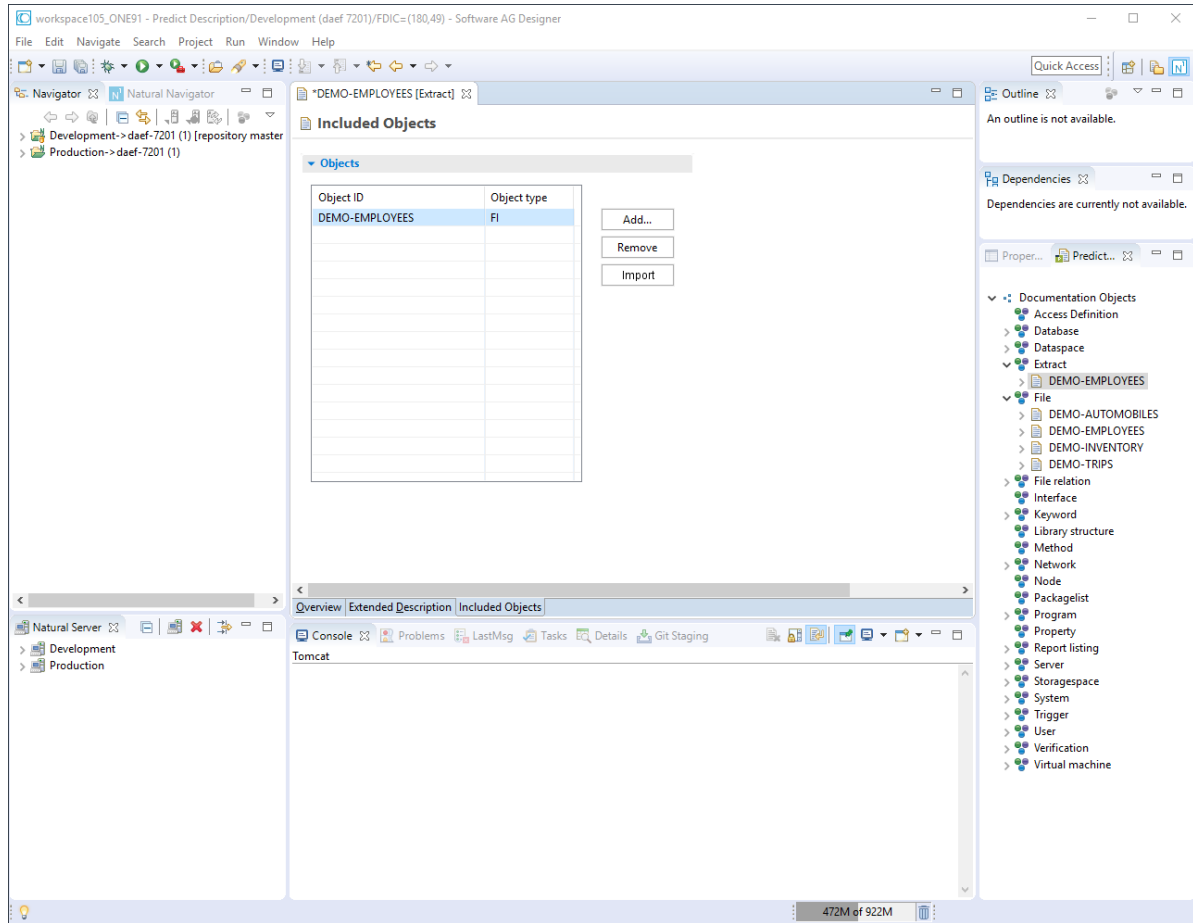 workspace105_ONE91 - Predict Description/Development (daef 7201)/FDIC=(180,49) - Software AG Designer
File Edit Navigate Search Project Run Window Help
Quick Access
Navigator
Natural Navigator
Development->daef-7201 (1) [repository master
Production->daef-7201 (1)
*DEMO-EMPLOYEES [Extract]
Included Objects
Objects
Object ID Object type
DEMO-EMPLOYEES FI
Add...
Remove
Import
Overview Extended Description Included Objects
Natural Server
Development
Production
Console Problems LastMsg Tasks Details Git Staging
Tomcat
Outline
An outline is not available.
Dependencies
Dependencies are currently not available.
Proper... Predict...
Documentation Objects
Access Definition
Database
Dataspace
Extract
DEMO-EMPLOYEES
File
DEMO-AUTOMOBILES
DEMO-EMPLOYEES
DEMO-INVENTORY
DEMO-TRIPS
File relation
Interface
Keyword
Library structure
Method
Network
Node
Packagelist
Program
Property
Report listing
Server
Storagespace
System
Trigger
User
Verification
Virtual machine
472M of 922M